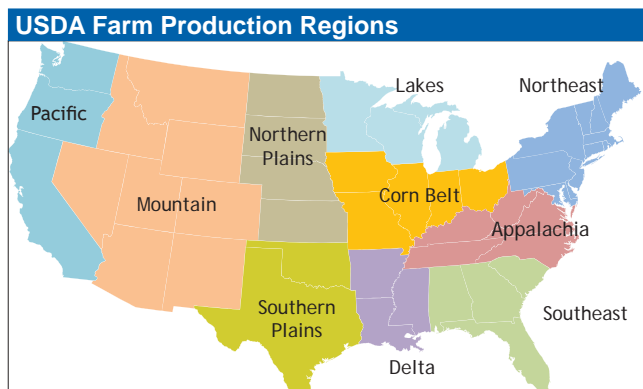 USDA Farm Production Regions
Lakes
Northeast
Pacific
Northern
Plains
Mountain
Corn Belt
Appalachia
Southern
Plains
Southeast
Delta